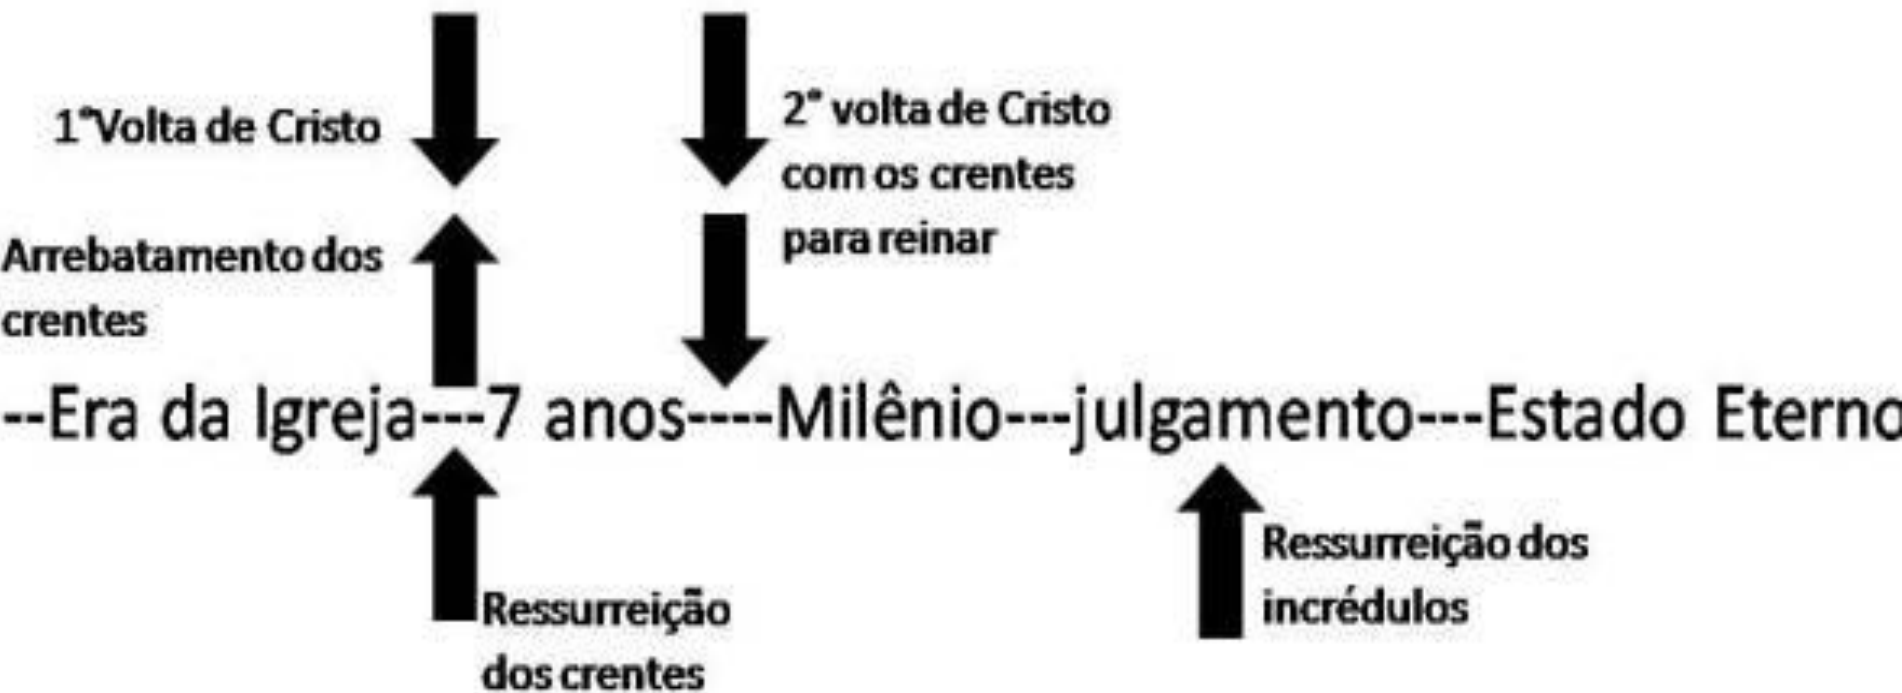 1°Volta de Cristo
2° volta de Cristo
com os crentes
para reinar
Arrebatamento dos
crentes
--Era da Igreja---7 anos----Milênio---julgamento---Estado Eterno
Ressurreição
dos crentes
Ressurreição dos
incrédulos